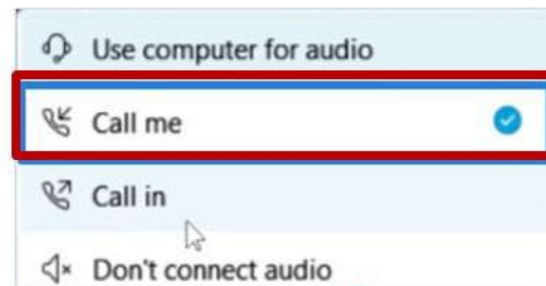 Use computer for audio
Call me
Call in
Don't connect audio